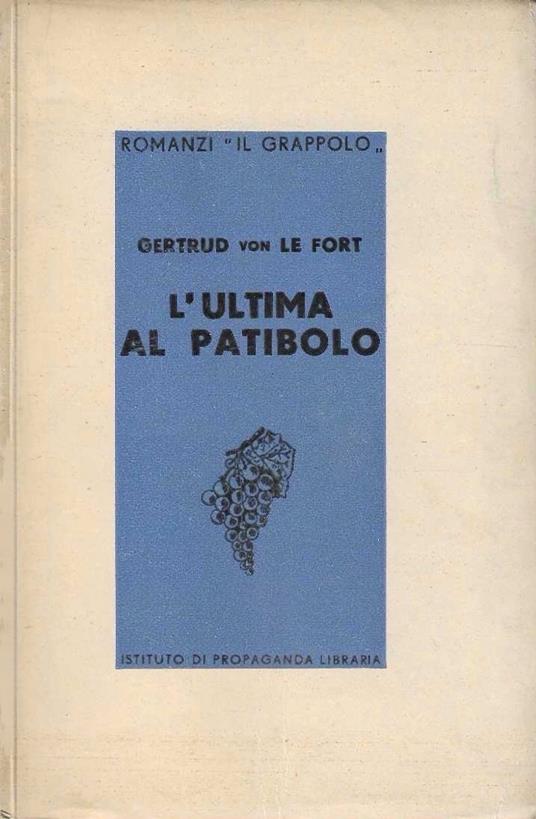 ROMANZI "IL GRAPPOLO„
GERTRUD VON LE FORT
L'ULTIMA
AL PATIBOLO
ISTITUTO DI PROPAGANDA LIBRARIA